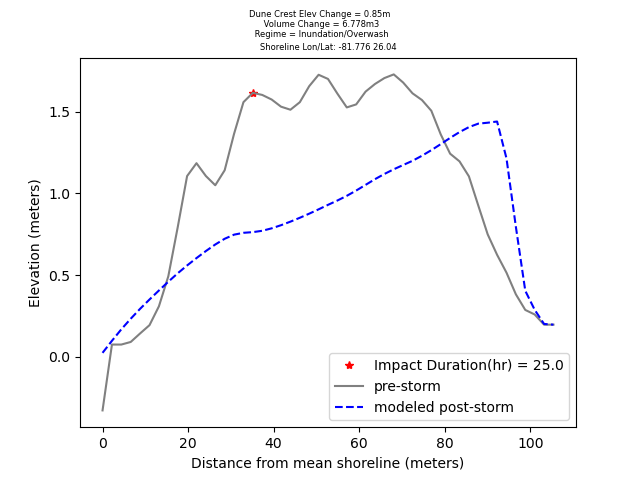 Dune Crest Elev Change = 0.85m
Volume Change = 6.778m3
Regime = Inundation/Overwash
Shoreline Lon/Lat: -81.776 26.04
1.5
1.0
0.5
0.0
Elevation (meters)
Impact Duration(hr) = 25.0
pre-storm
modeled post-storm
0 20 40 60 80 100
Distance from mean shoreline (meters)